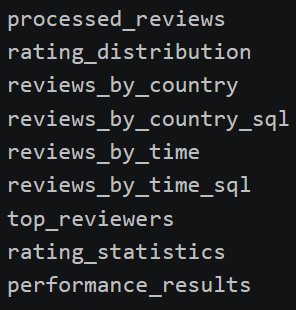 processed_reviews
rating_distribution
reviews_by_country
reviews_by_country_sql
reviews_by_time
reviews_by_time_sql
top_reviewers
rating_statistics
performance_results